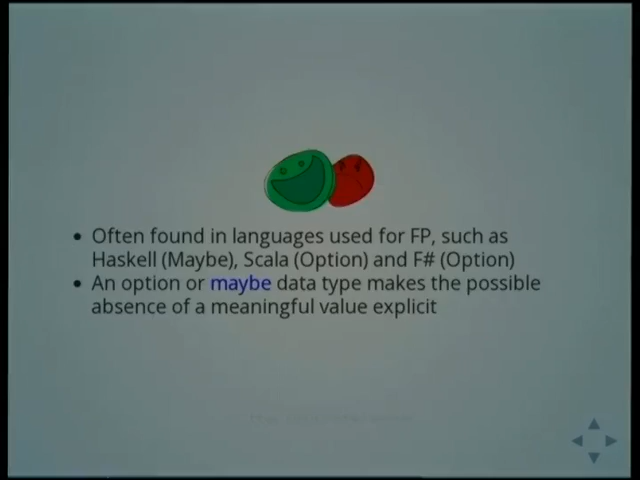 • Often found in languages used for FP, such as
Haskell (Maybe), Scala (Option) and F# (Option)
• An option or maybe data type makes the possible
absence of a meaningful value explicit